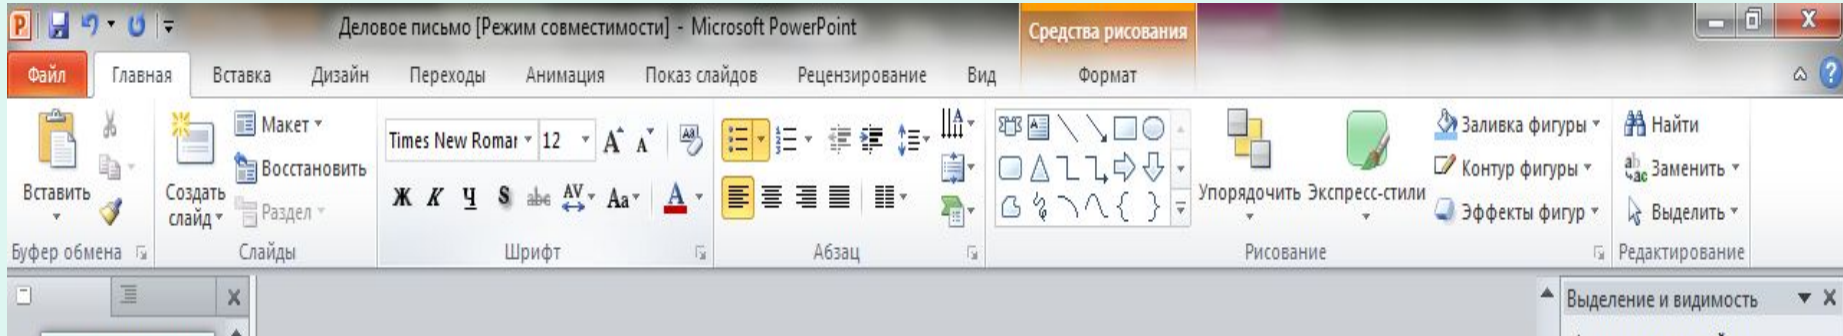 Деловое письмо [Режим совместимости] - Microsoft PowerPoint
Средства рисования
Файл Главная Вставка Дизайн Переходы Анимация Показ слайдов Рецензирование Вид Формат
Вставить
Буфер обмена
Создать слайд
Макет
Восстановить
Раздел
Слайды
Times New Romar 12
Ж К Ч S abc AV Aa A
Шрифт
Абзац
Упорядочить Экспресс-стили
Заливка фигуры
Контур фигуры
Эффекты фигур
Рисование
Найти
Заменить
Выделить
Редактирование
Выделение и видимость